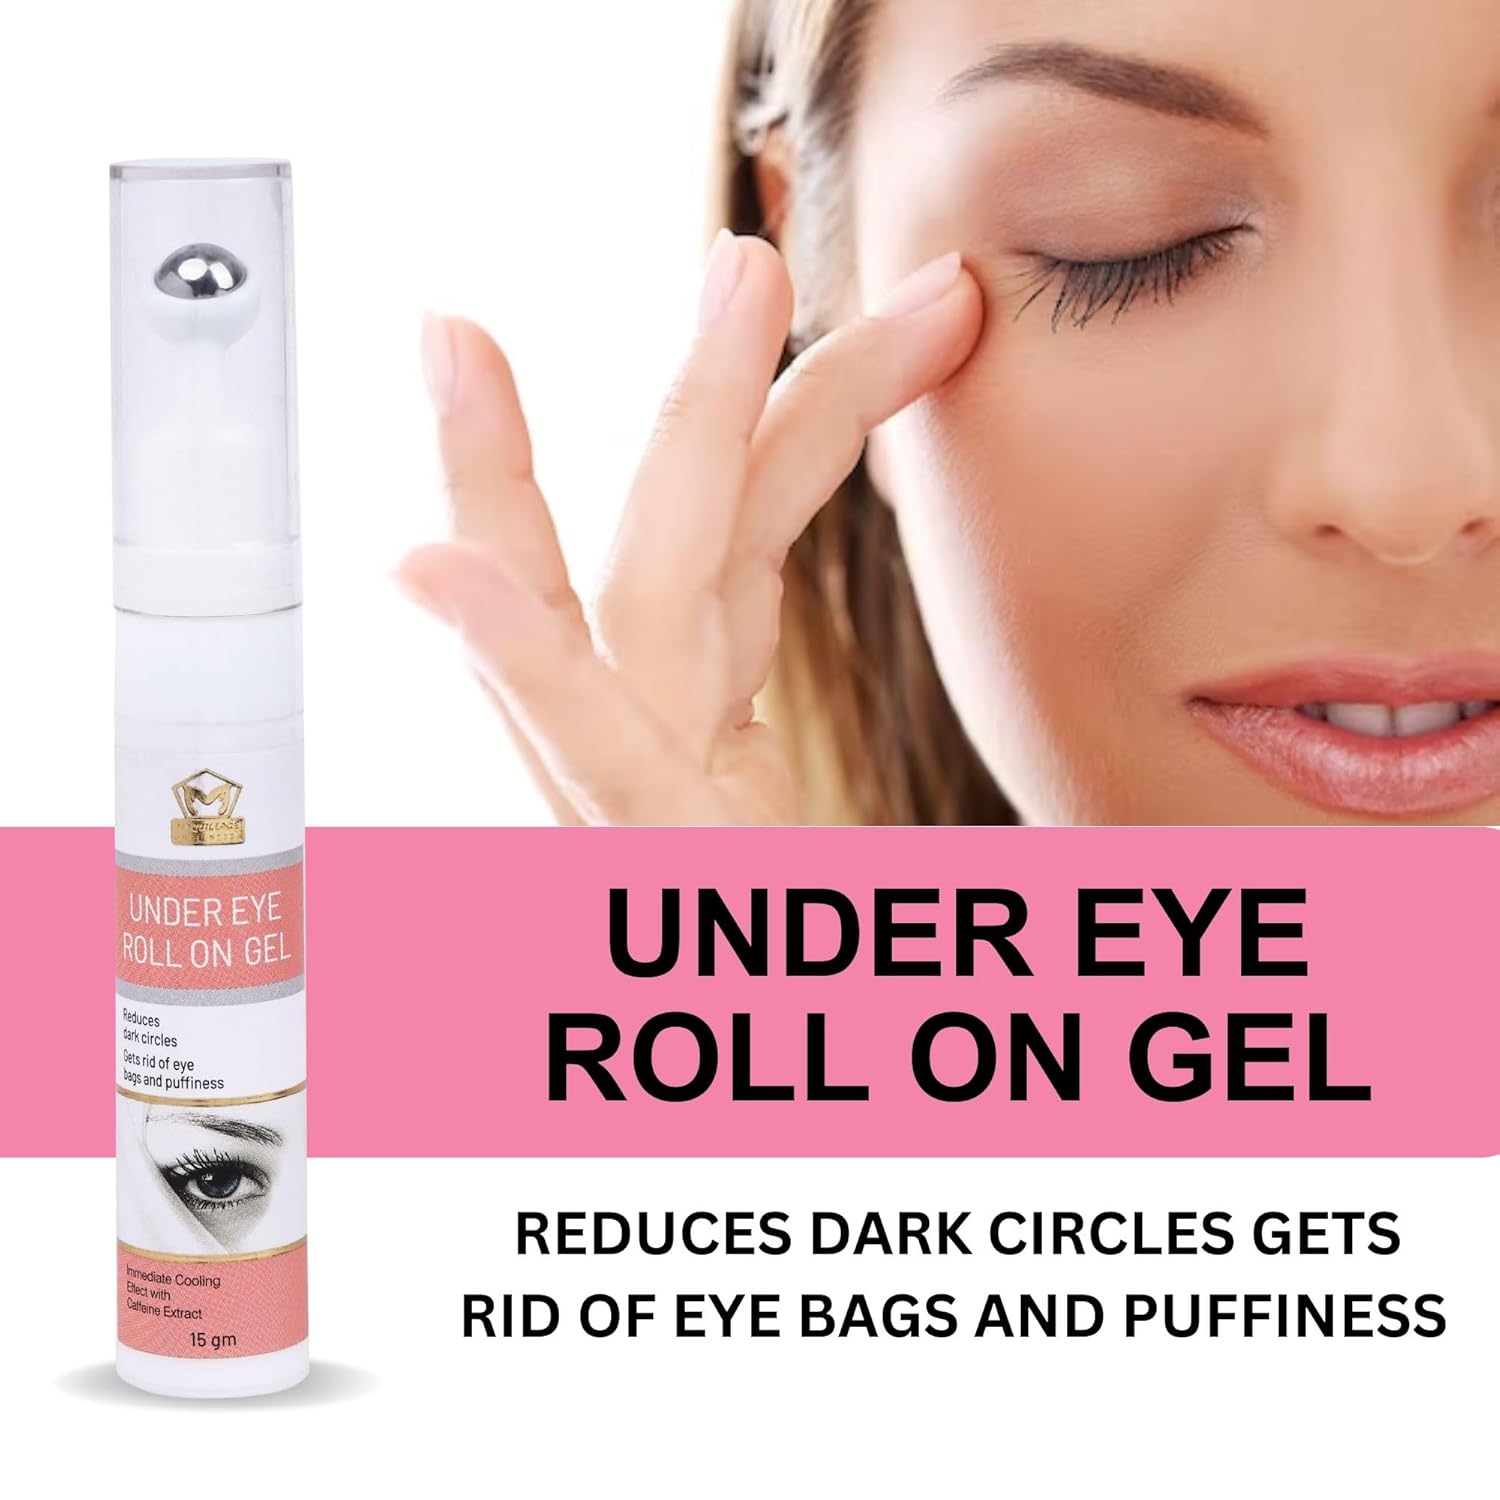 UNDER EYE
ROLL ON GEL
Reduces
dark circles
Gets rid of eye
bags and puffiness
Immediate Cooling
Effect with
Caffeine Extract
15 gm
UNDER EYE
ROLL ON GEL
REDUCES DARK CIRCLES GETS
RID OF EYE BAGS AND PUFFINESS